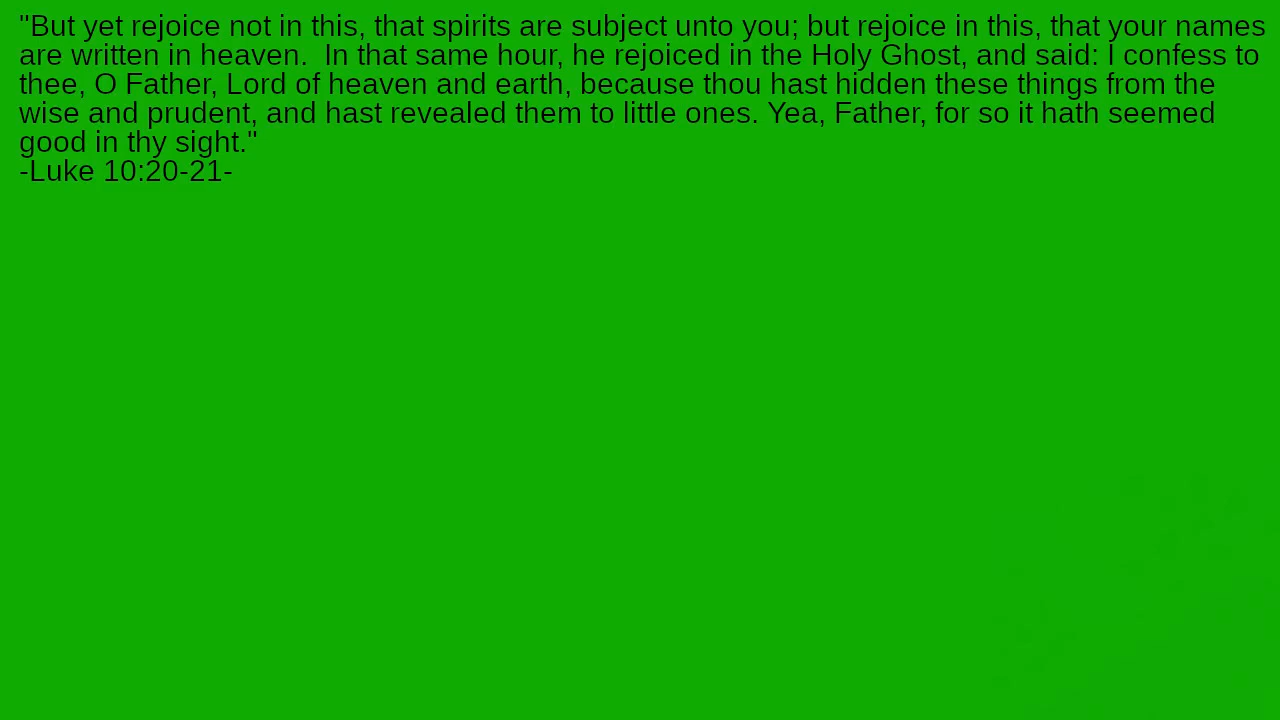 "But yet rejoice not in this, that spirits are subject unto you; but rejoice in this, that your names
are written in heaven.  In that same hour, he rejoiced in the Holy Ghost, and said: I confess to
thee, O Father, Lord of heaven and earth, because thou hast hidden these things from the
wise and prudent, and hast revealed them to little ones. Yea, Father, for so it hath seemed
good in thy sight."
-Luke 10:20-21-